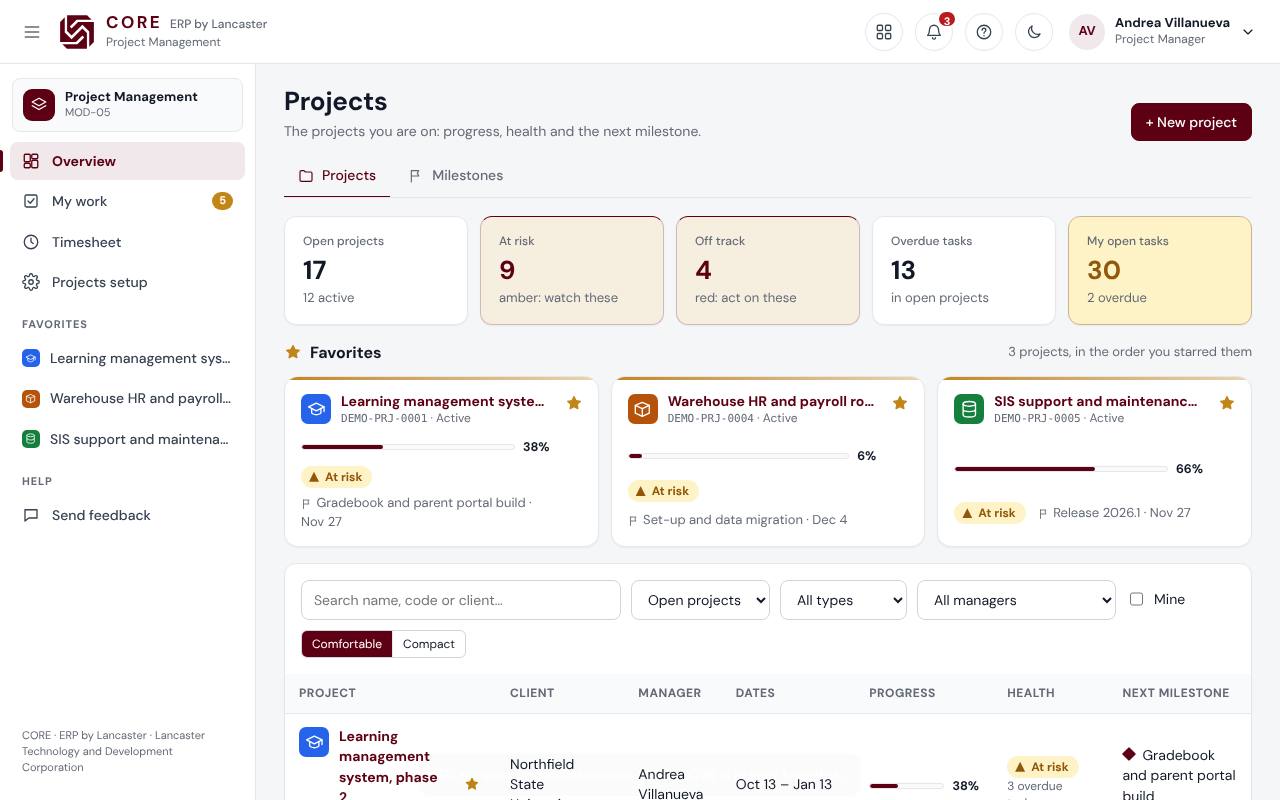 CORE ERP by Lancaster
Project Management
3
AV
Andrea Villanueva
Project Manager
Project Management
MOD-05
Overview
My work 5
Timesheet
Projects setup
FAVORITES
Learning management sys...
Warehouse HR and payroll...
SIS support and maintena...
HELP
Send feedback
CORE · ERP by Lancaster · Lancaster
Technology and Development
Corporation
Projects
The projects you are on: progress, health and the next milestone.
+ New project
Projects Milestones
Open projects
17
12 active
At risk
9
amber: watch these
Off track
4
red: act on these
Overdue tasks
13
in open projects
My open tasks
30
2 overdue
Favorites
3 projects, in the order you starred them
Learning management syste...
DEMO-PRJ-0001 · Active
38%
At risk
Gradebook and parent portal build ·
Nov 27
Warehouse HR and payroll ro...
DEMO-PRJ-0004 · Active
6%
At risk
Set-up and data migration · Dec 4
SIS support and maintenanc...
DEMO-PRJ-0005 · Active
66%
At risk Release 2026.1 · Nov 27
Search name, code or client...
Open projects
All types
All managers
Mine
Comfortable Compact
PROJECT CLIENT MANAGER DATES PROGRESS HEALTH NEXT MILESTONE
Learning
management
system, phase
2
Northfield
State
Andrea
Villanueva
Oct 13 – Jan 13
38%
At risk
3 overdue
Gradebook
and parent portal
build